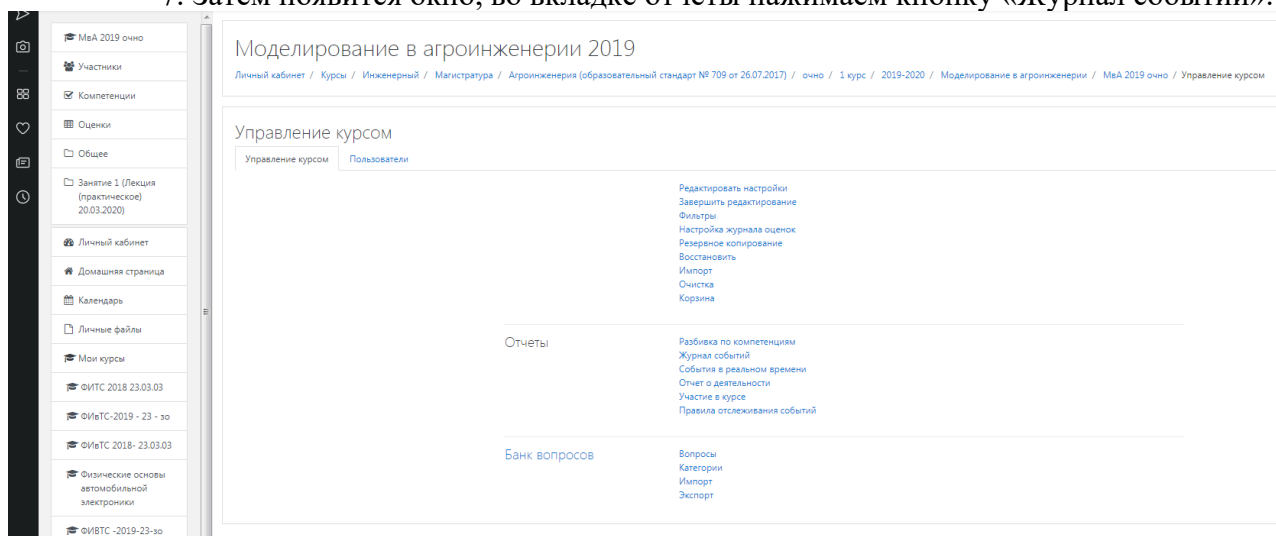 7. Затем появится окно, во вкладке отчеты нажимаем кнопку «Журнал событий».
МвА 2019 очно
Участники
Компетенции
Оценки
Общее
Занятие 1 (Лекция
(практическое)
20.03.2020)
Личный кабинет
Домашняя страница
Календарь
Личные файлы
Мои курсы
ФИТС 2018 23.03.03
ФИвТС-2019 - 23 - зо
ФИвТС 2018- 23.03.03
Физические основы
автомобильной
электроники
ФИВТС -2019-23-зо
Моделирование в агроинженерии 2019
Личный кабинет / Курсы / Инженерный / Магистратура / Агроинженерия (образовательный стандарт № 709 от 26.07.2017) / очно / 1 курс / 2019-2020 / Моделирование в агроинженерии / МвА 2019 очно / Управление курсом
Управление курсом
Управление курсом Пользователи
Редактировать настройки
Завершить редактирование
Фильтры
Настройка журнала оценок
Резервное копирование
Восстановить
Импорт
Очистка
Корзина
Отчеты
Разбивка по компетенциям
Журнал событий
События в реальном времени
Отчет о деятельности
Участие в курсе
Правила отслеживания событий
Банк вопросов
Вопросы
Категории
Импорт
Экспорт